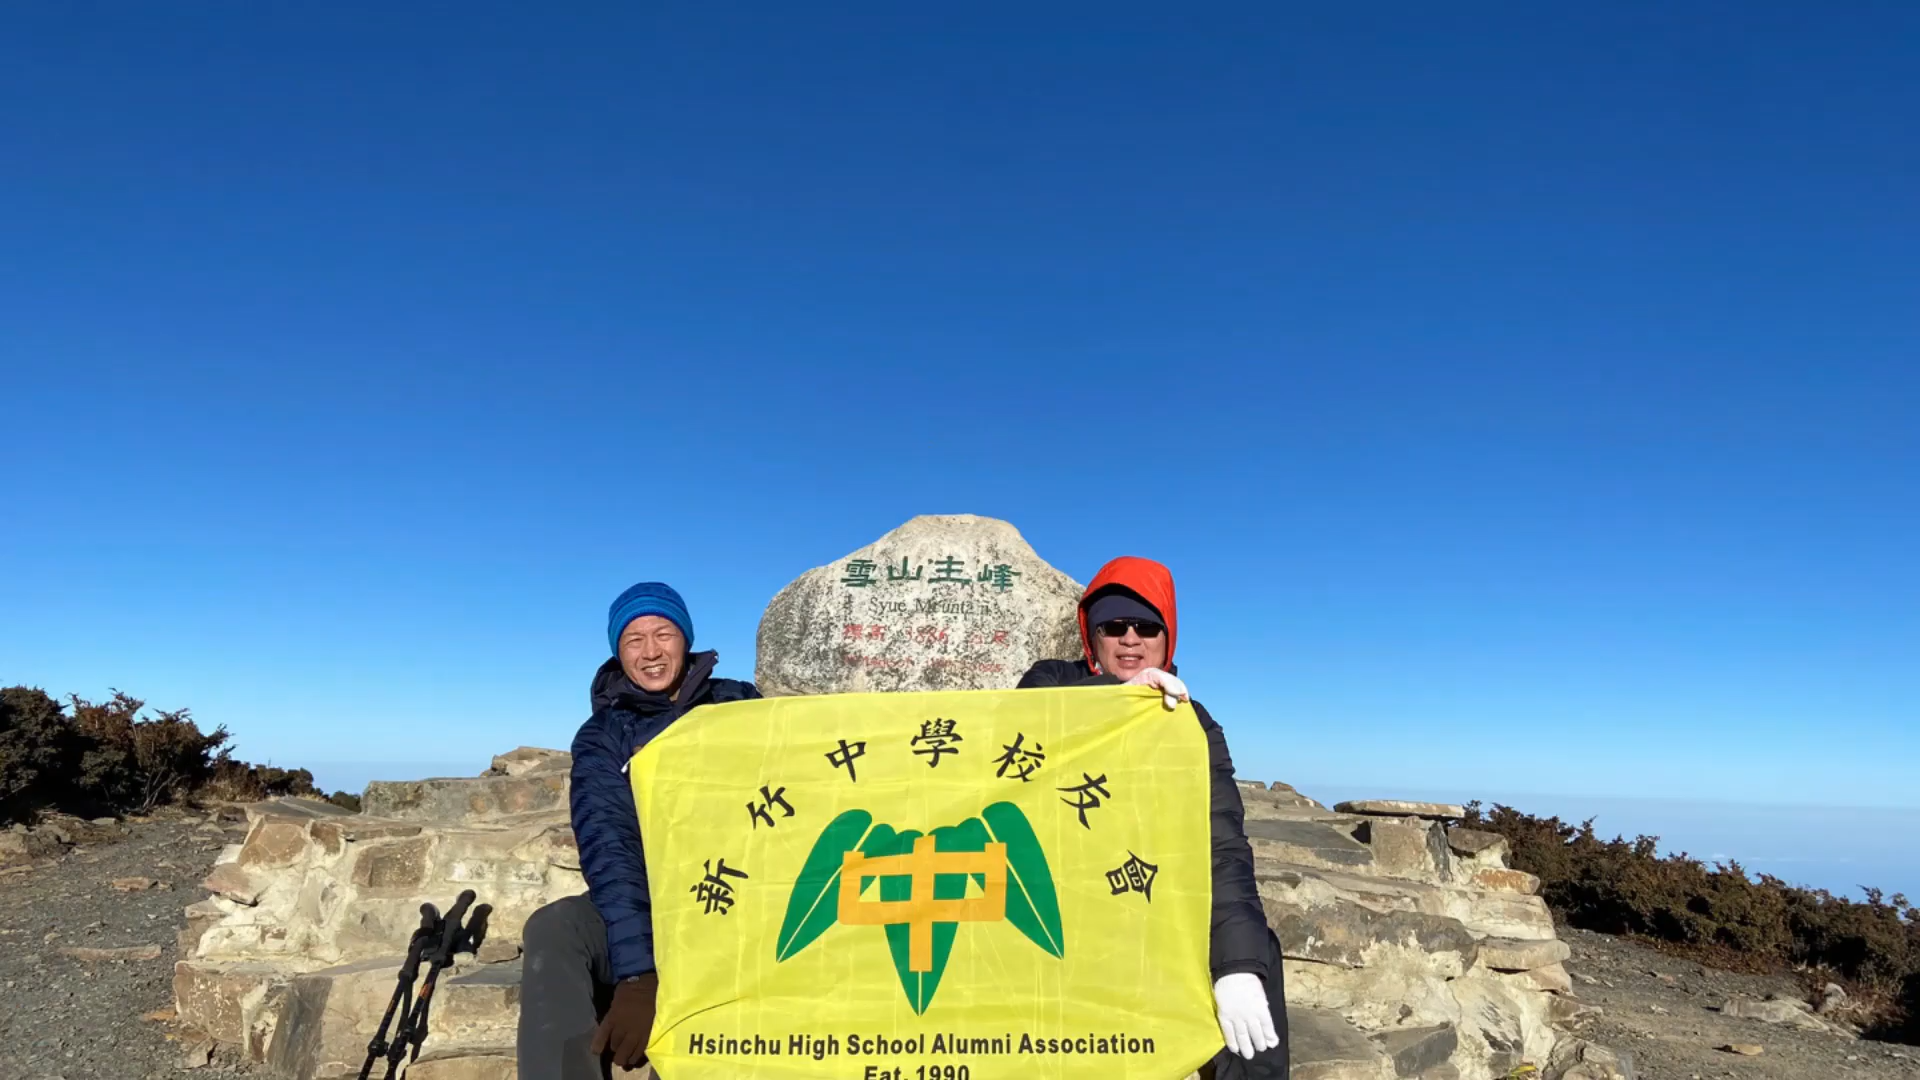 雪山主峰
Syue Mountain
標高 3886 公尺
新竹中學校友會
中
Hsinchu High School Alumni Association
Eat. 1990